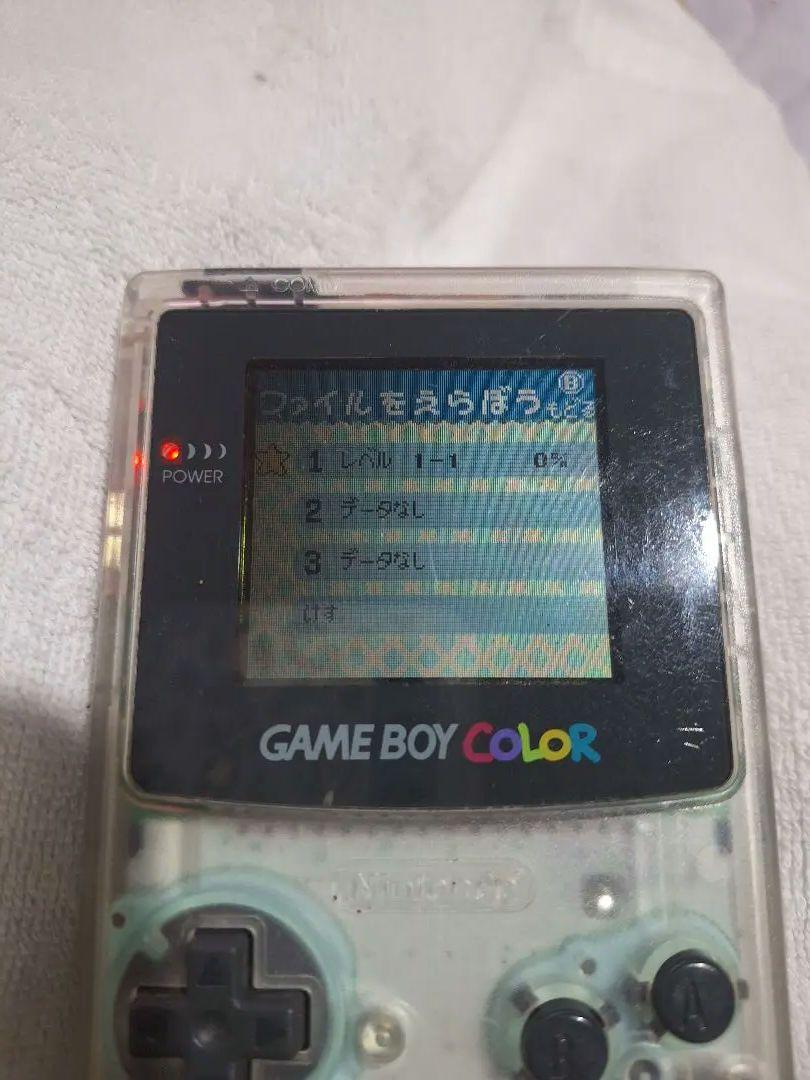 COMM
ファイルをえらぼう Ⓑもどる
POWER
1 レベル 1-1 0%
2 データなし
3 データなし
けす
GAME BOY COLOR
Nintendo
A
B